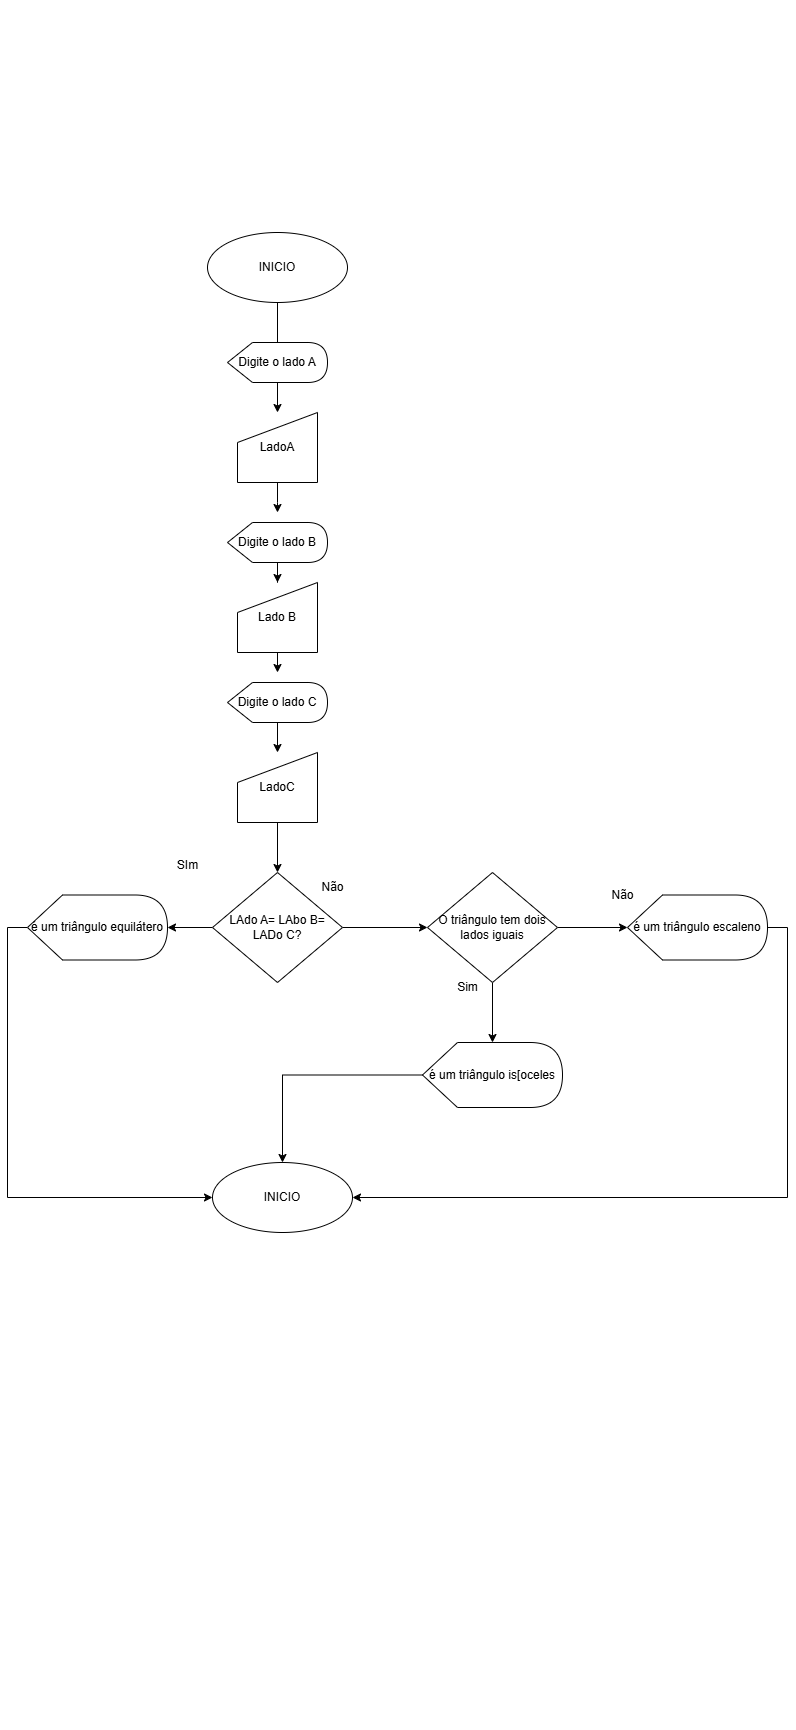 INICIO
Digite o lado A
LadoA
Digite o lado B
Lado B
Digite o lado C
LadoC
SIm
Não
LAdo A= LAbo B=
LADo C?
é um triângulo equilátero
O triângulo tem dois
lados iguais
Não
é um triângulo escaleno
Sim
é um triângulo is[oceles
INICIO